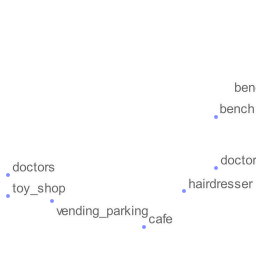 ben
bench
doctor
doctors
hairdresser
toy_shop
vending_parking
cafe